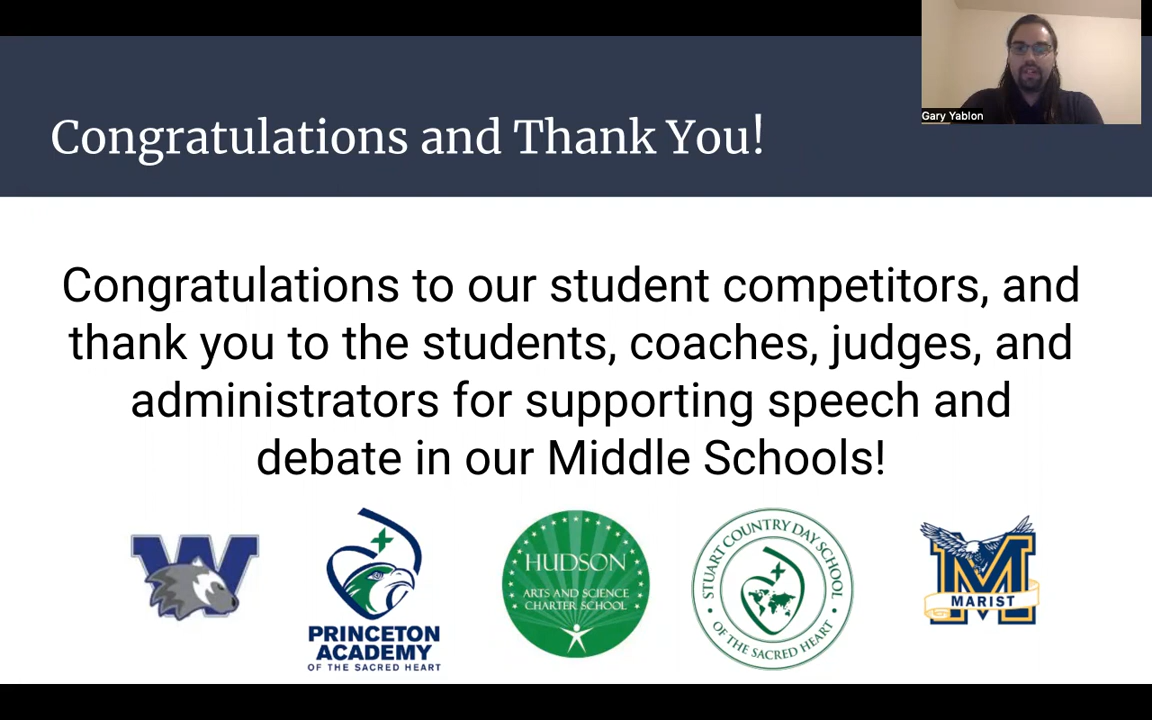 Gary Yablon
Congratulations and Thank You!
Congratulations to our student competitors, and
thank you to the students, coaches, judges, and
administrators for supporting speech and
debate in our Middle Schools!
W
PRINCETON
ACADEMY
OF THE SACRED HEART
HUDSON
ARTS AND SCIENCE
CHARTER SCHOOL
STUART COUNTRY DAY SCHOOL
• OF THE SACRED HEART •
M
MARIST